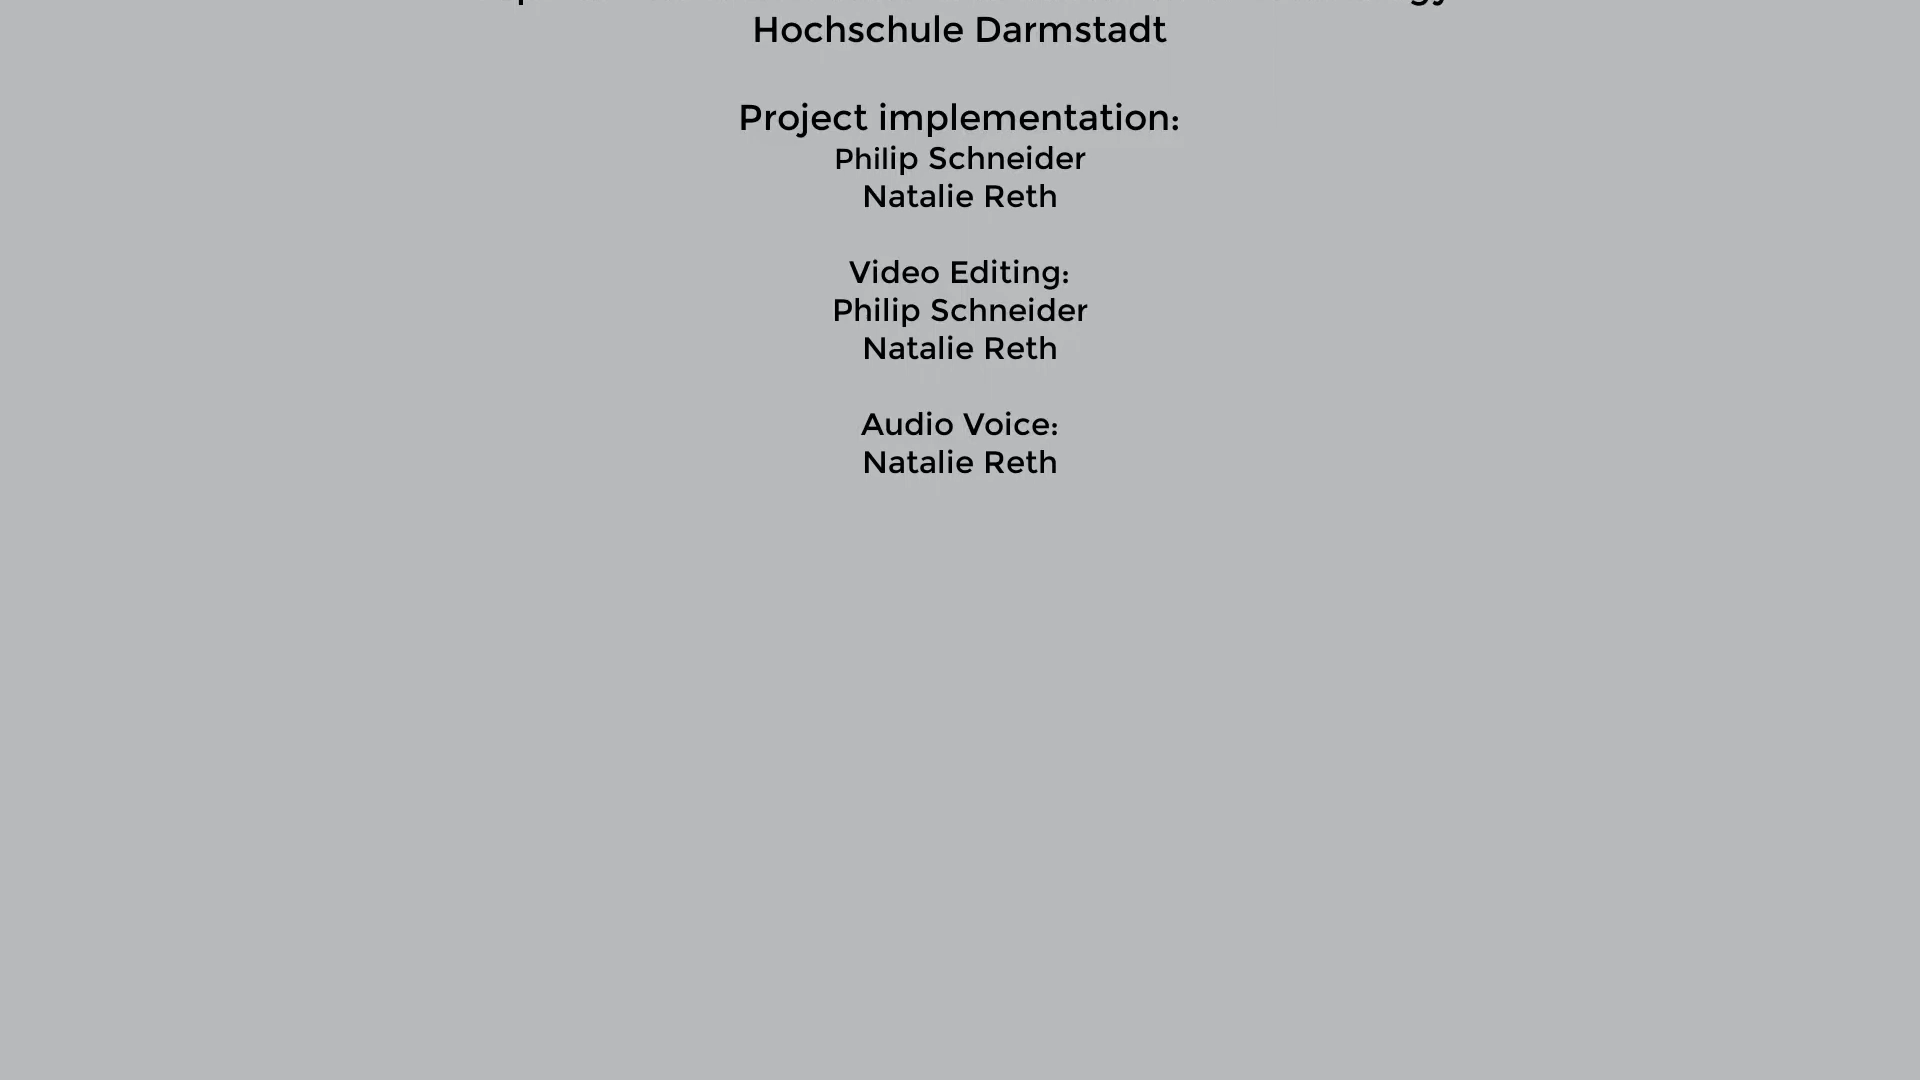 Hochschule Darmstadt
Project implementation:
Philip Schneider
Natalie Reth
Video Editing:
Philip Schneider
Natalie Reth
Audio Voice:
Natalie Reth